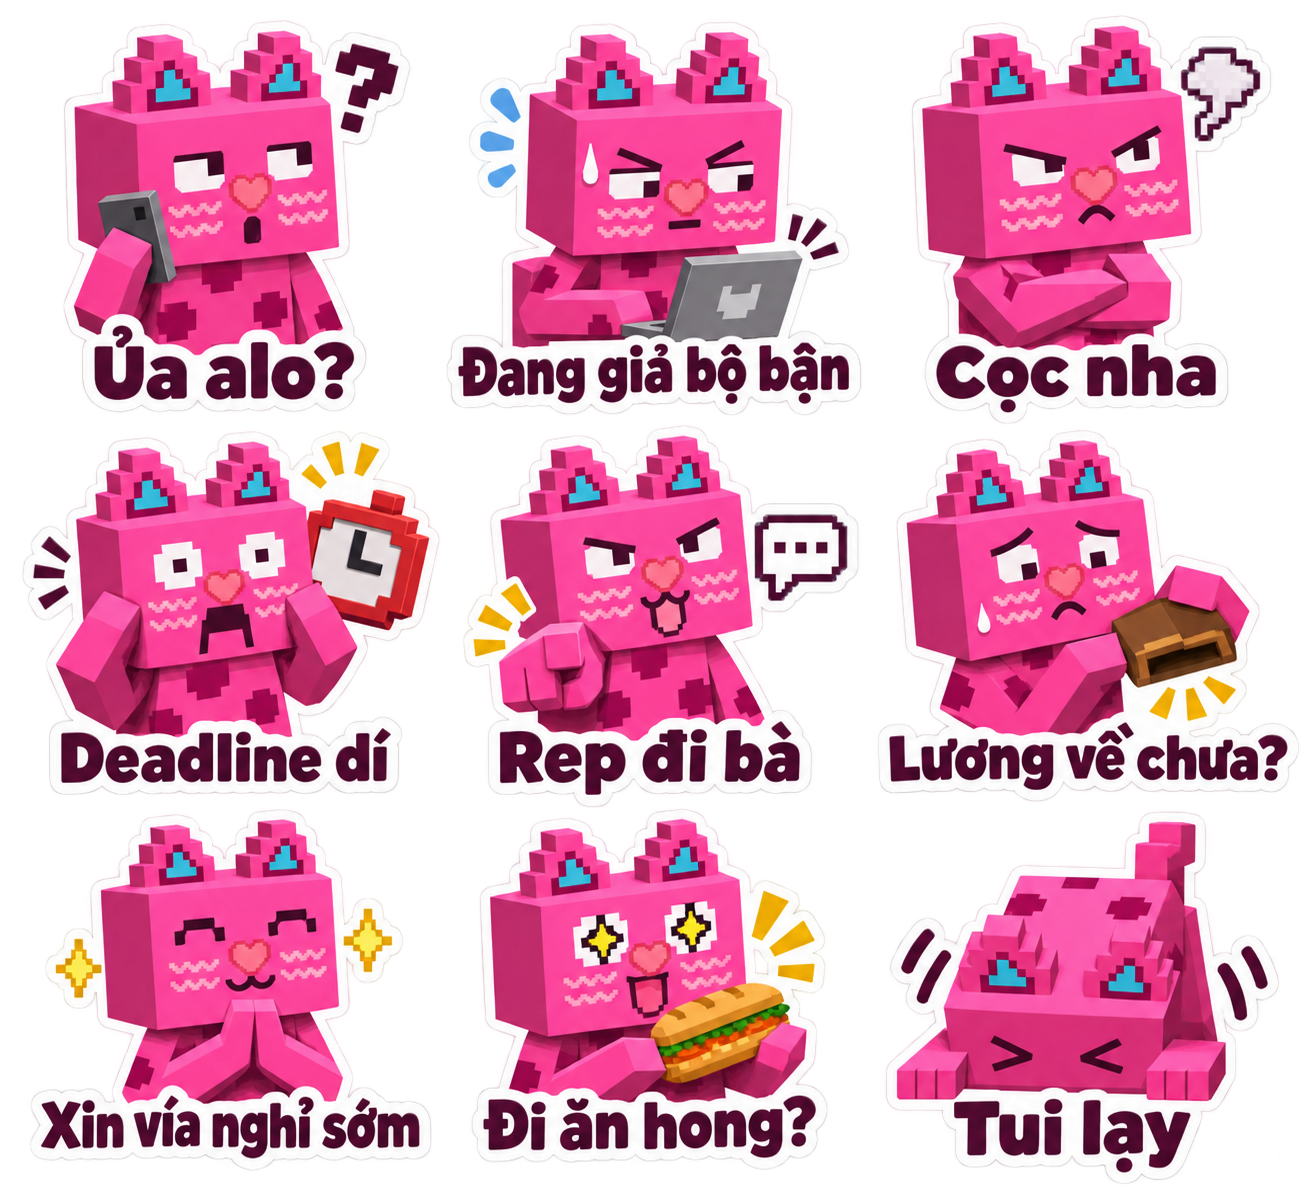 Ủa alo?
Đang giả bộ bận
Cọc nha
Deadline dí
Rep đi bà
Lương về chưa?
Xin vía nghỉ sớm
Đi ăn hong?
Tui lạy